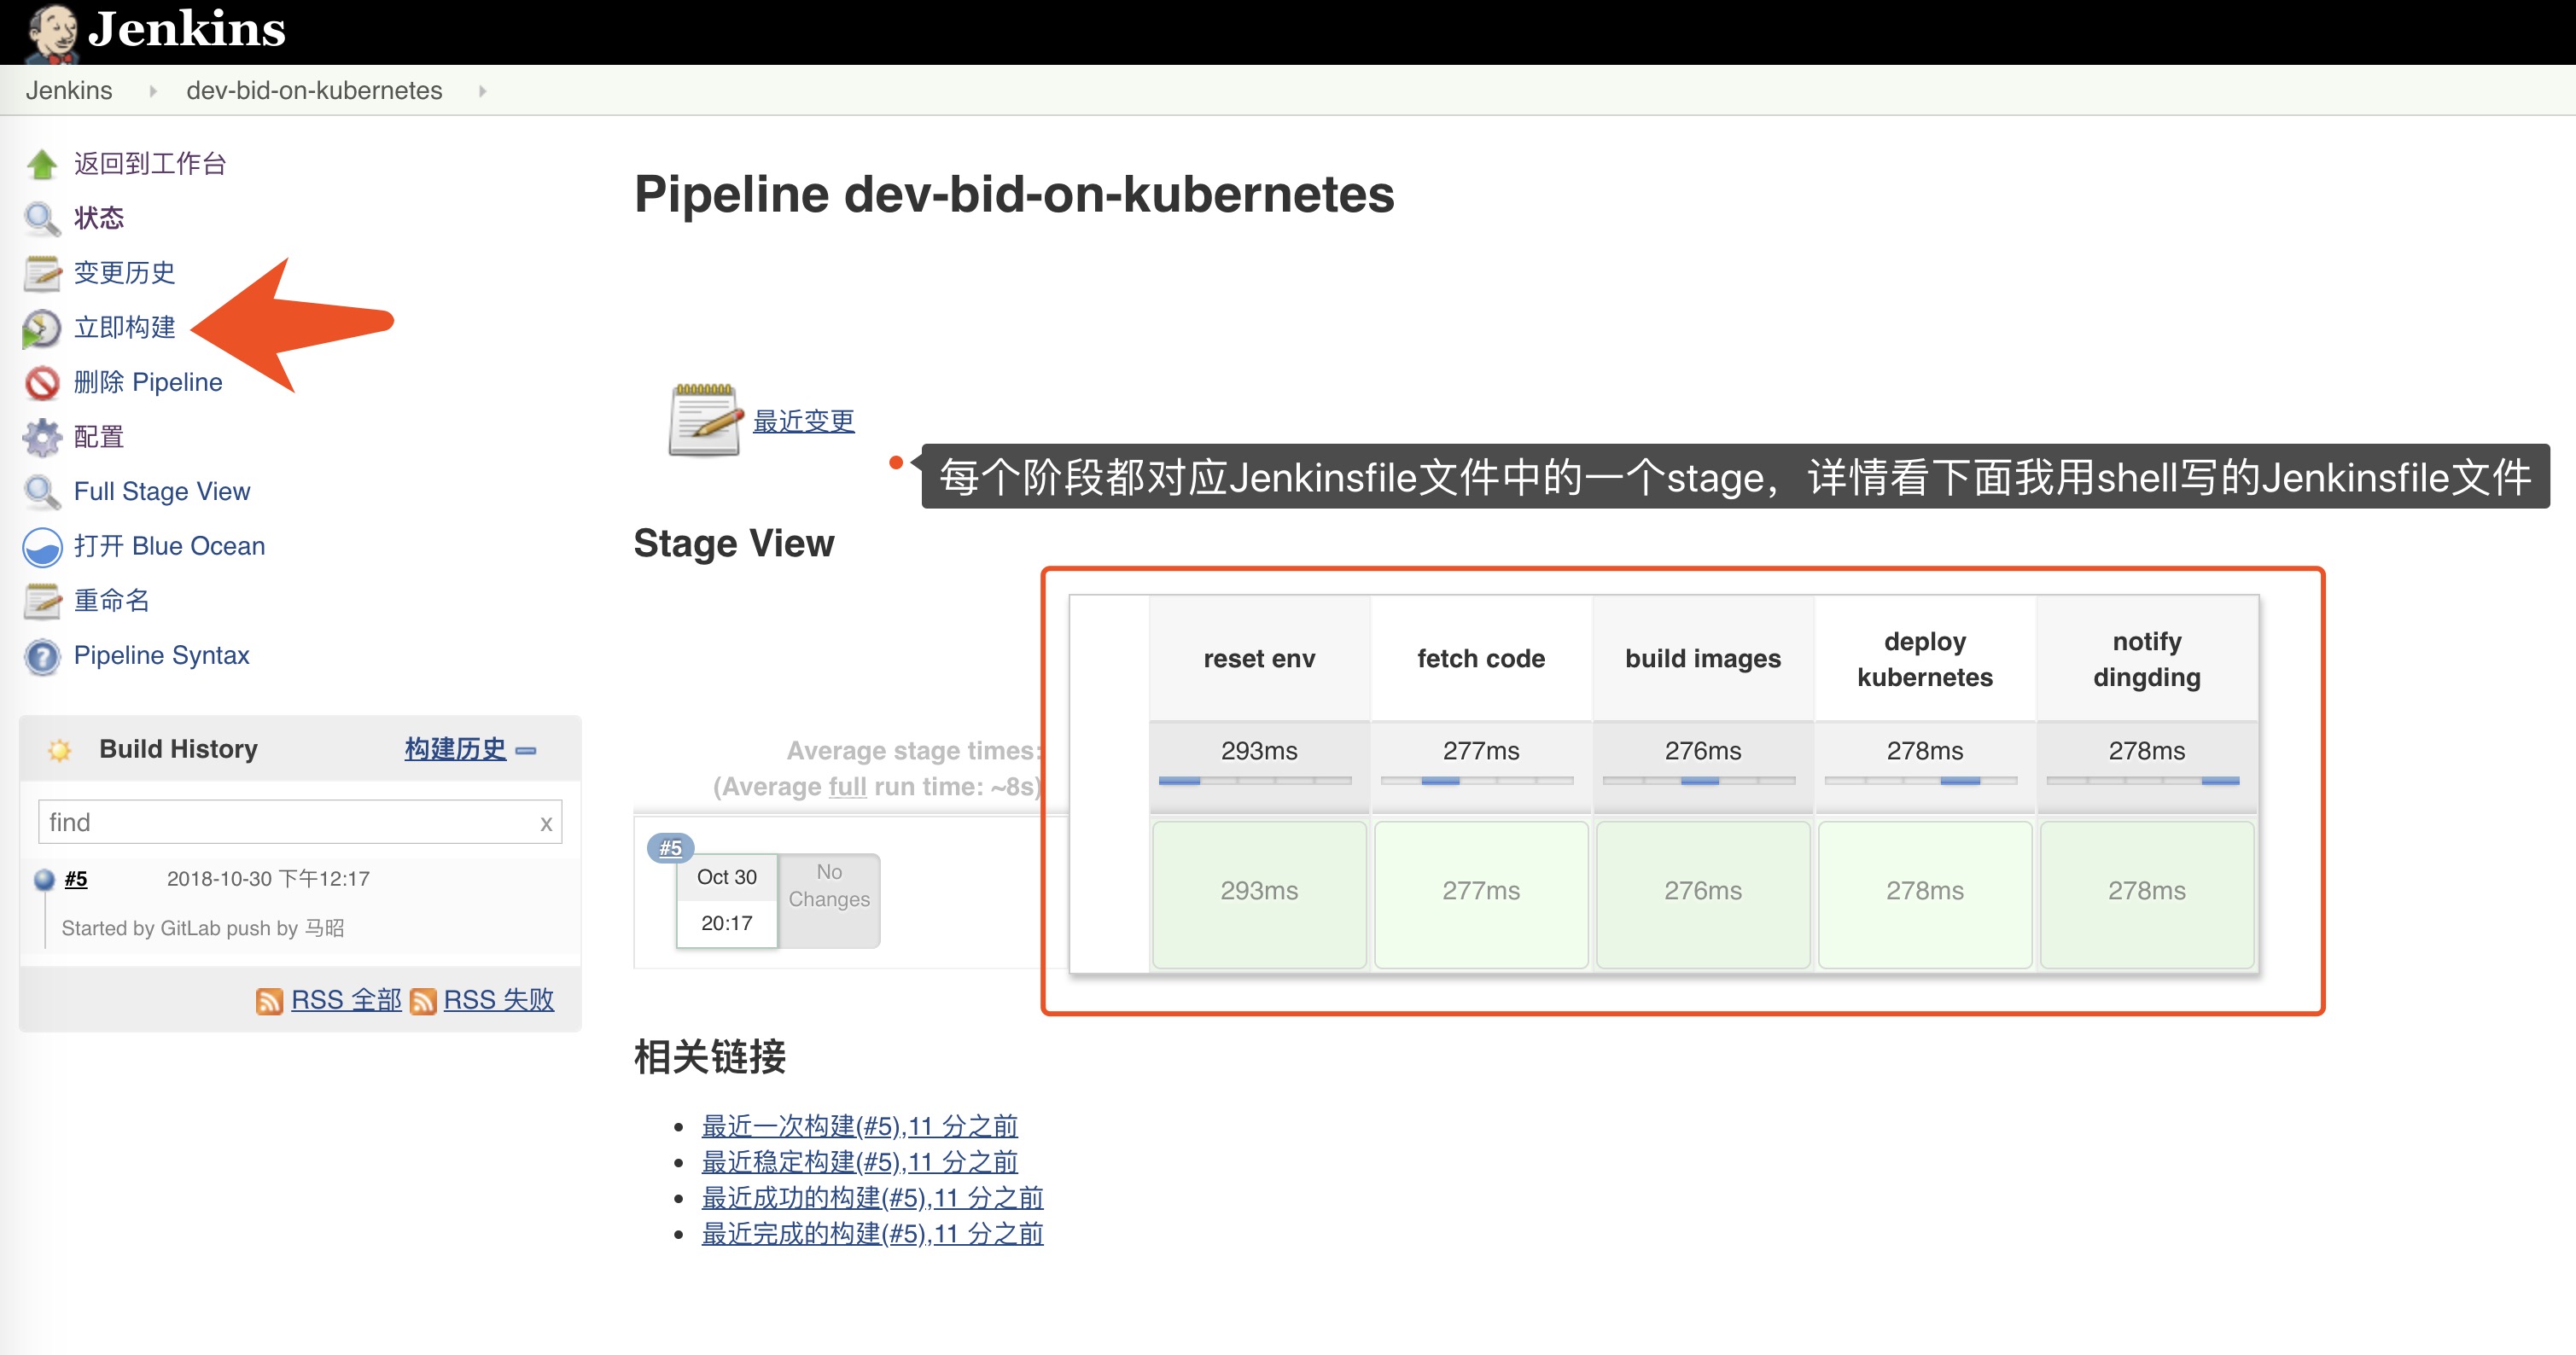 Jenkins
Jenkins
dev-bid-on-kubernetes
返回到工作台
状态
变更历史
立即构建
删除 Pipeline
配置
Full Stage View
打开 Blue Ocean
重命名
Pipeline Syntax
Build History
构建历史
find
x
#5
2018-10-30 下午12:17
Started by GitLab push by 马昭
RSS 全部
RSS 失败
Pipeline dev-bid-on-kubernetes
最近变更
每个阶段都对应Jenkinsfile文件中的一个stage，详情看下面我用shell写的Jenkinsfile文件
Stage View
reset env
fetch code
build images
deploy
kubernetes
notify
dingding
Average stage times:
(Average full run time: ~8s)
293ms
277ms
276ms
278ms
278ms
#5
Oct 30
20:17
No
Changes
293ms
277ms
276ms
278ms
278ms
相关链接
最近一次构建(#5),11 分之前
最近稳定构建(#5),11 分之前
最近成功的构建(#5),11 分之前
最近完成的构建(#5),11 分之前